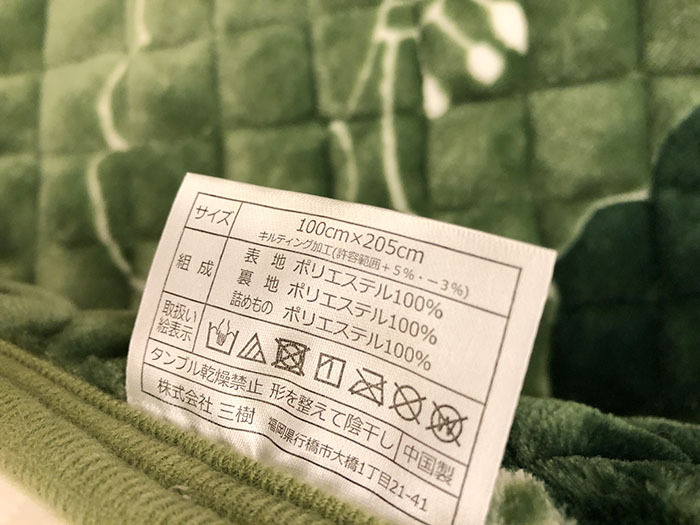 サイズ 100cm×205cm
キルティング加工(許容範囲+5%・-3%)
組成 表地 ポリエステル100%
裏地 ポリエステル100%
詰めもの ポリエステル100%
取扱い
絵表示
タンブル乾燥禁止 形を整えて陰干し
株式会社 三樹 中国製
福岡県行橋市大橋1丁目21-41